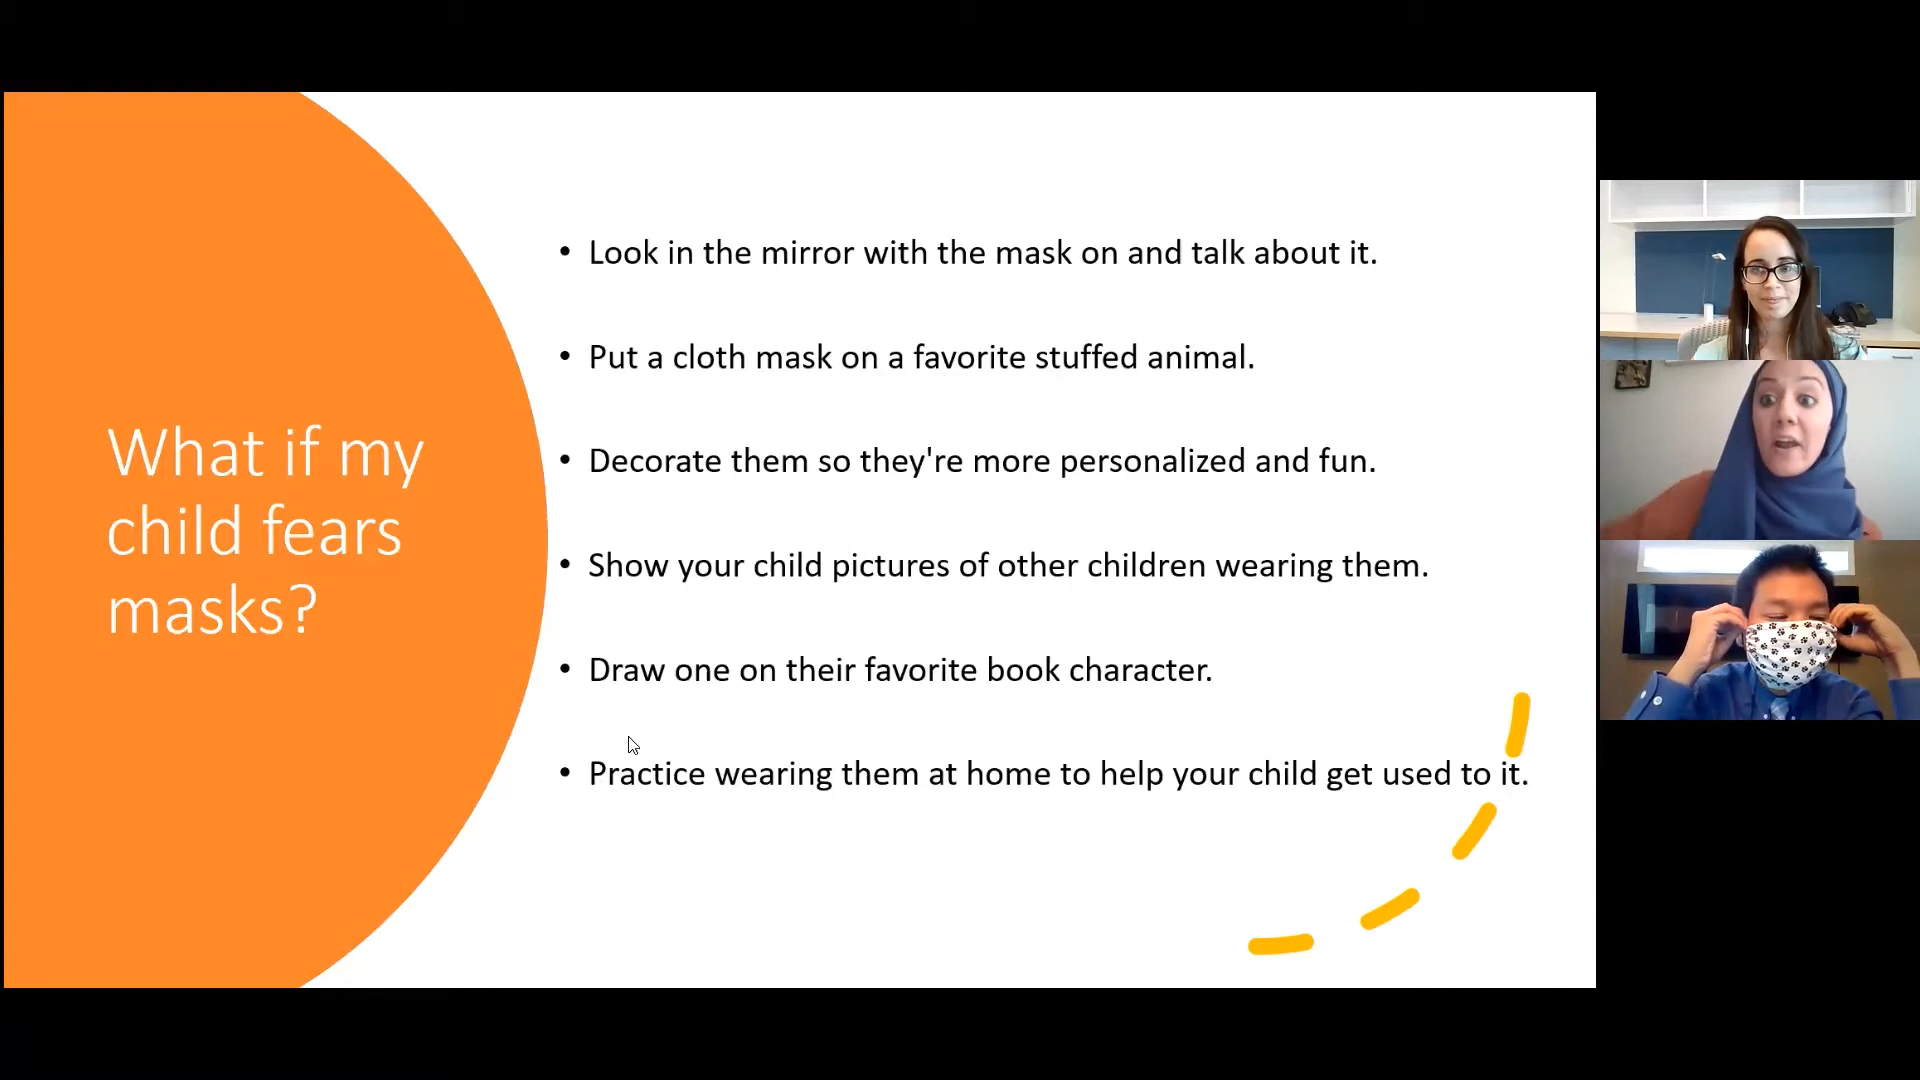 What if my
child fears
masks?
• Look in the mirror with the mask on and talk about it.
• Put a cloth mask on a favorite stuffed animal.
• Decorate them so they're more personalized and fun.
• Show your child pictures of other children wearing them.
• Draw one on their favorite book character.
• Practice wearing them at home to help your child get used to it.